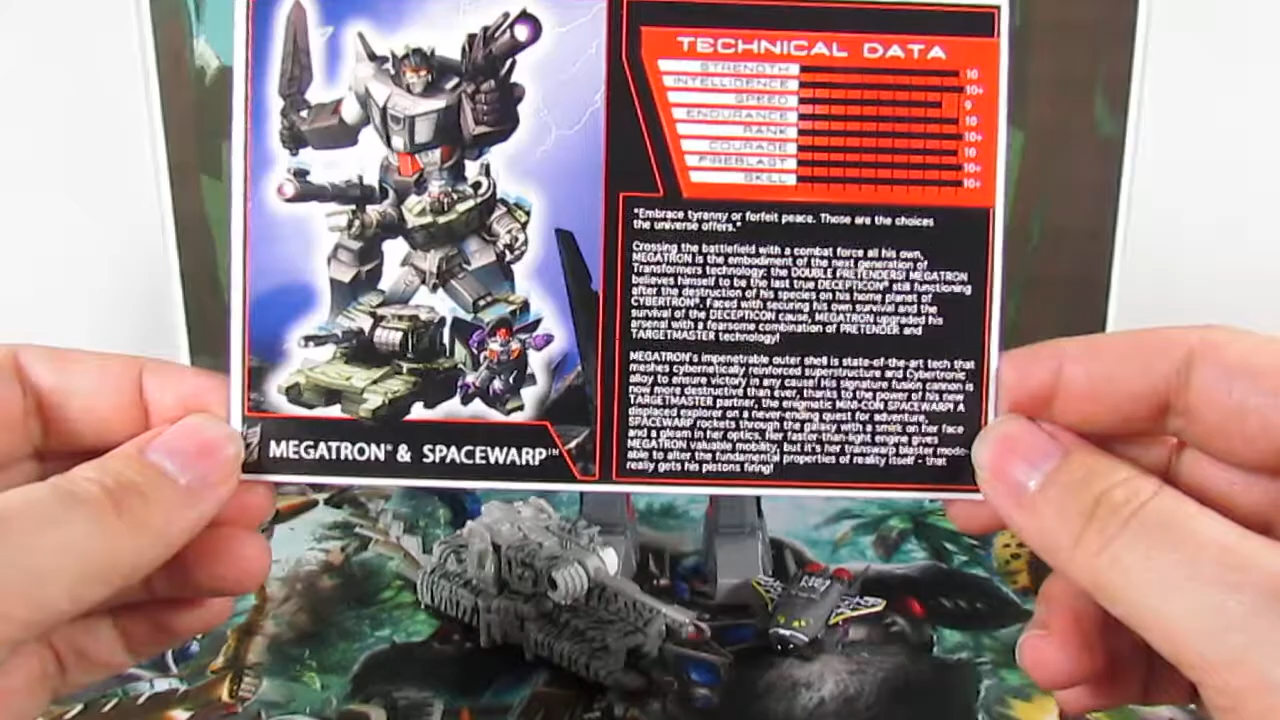 TECHNICAL DATA
STRENGTH 10
INTELLIGENCE 10+
SPEED 9
ENDURANCE 10
RANK 10+
COURAGE 10
FIREBLAST 10+
SKILL 10+
"Embrace tyranny or forfeit peace. Those are the choices
the universe offers."
Crossing the battlefield with a combat force all his own,
MEGATRON is the embodiment of the next generation of
Transformers technology: the DOUBLE PRETENDERS! MEGATRON
believes himself to be the last true DECEPTICON® still functioning
after the destruction of his species on his home planet of
CYBERTRON®. Faced with securing his own survival and the
survival of the DECEPTICON cause, MEGATRON upgraded his
arsenal with a fearsome combination of PRETENDER and
TARGETMASTER technology!
MEGATRON's impenetrable outer shell is state-of-the-art tech that
meshes cybernetically reinforced superstructure and Cybertronic
alloy to ensure victory in any cause! His signature fusion cannon is
now more destructive than ever, thanks to the power of his new
TARGETMASTER partner, the enigmatic MINI-CON SPACEWARP! A
displaced explorer on a never-ending quest for adventure,
SPACEWARP rockets through the galaxy with a smirk on her face
and a gleam in her optics. Her faster-than-light engine gives
MEGATRON valuable mobility, but it's her transwarp blaster mode-
able to alter the fundamental properties of reality itself - that
really gets his pistons firing!
MEGATRON® & SPACEWARP™